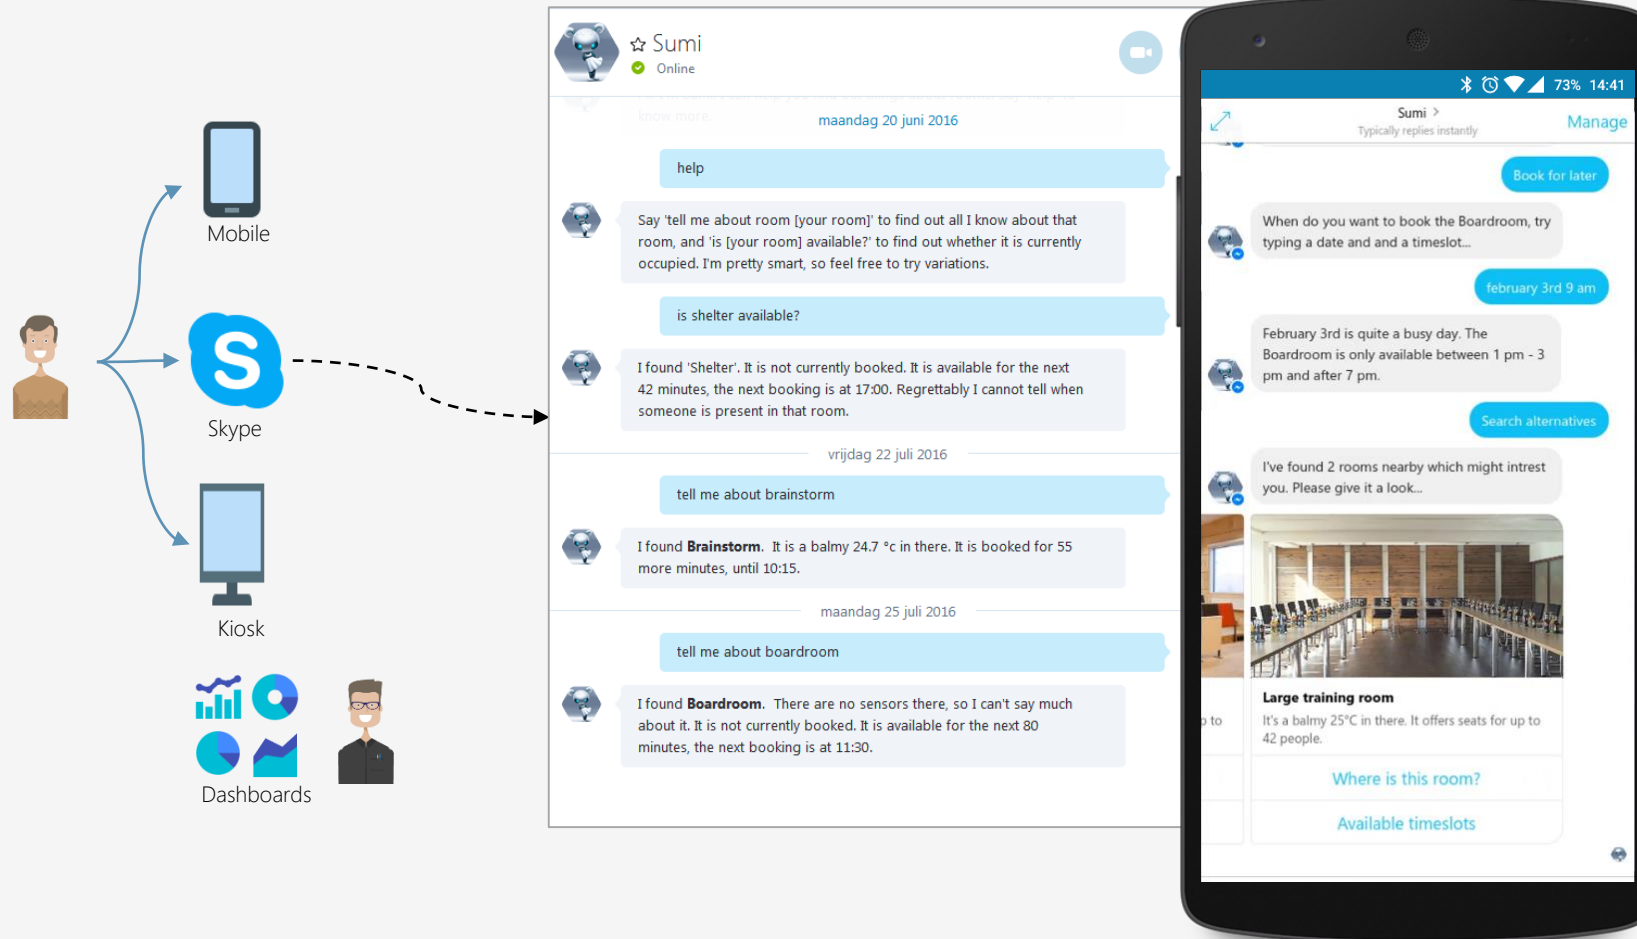 Mobile
S
Skype
Kiosk
Dashboards
Sumi
Online
know more.
maandag 20 juni 2016
help
Say 'tell me about room [your room]' to find out all I know about that
room, and 'is [your room] available?' to find out whether it is currently
occupied. I'm pretty smart, so feel free to try variations.
is shelter available?
I found 'Shelter'. It is not currently booked. It is available for the next
42 minutes, the next booking is at 17:00. Regrettably I cannot tell when
someone is present in that room.
vrijdag 22 juli 2016
tell me about brainstorm
I found Brainstorm. It is a balmy 24.7 °c in there. It is booked for 55
more minutes, until 10:15.
maandag 25 juli 2016
tell me about boardroom
I found Boardroom. There are no sensors there, so I can't say much
about it. It is not currently booked. It is available for the next 80
minutes, the next booking is at 11:30.
73% 14:41
Sumi >
Typically replies instantly
Manage
Book for later
When do you want to book the Boardroom, try
typing a date and and a timeslot...
february 3rd 9 am
February 3rd is quite a busy day. The
Boardroom is only available between 1 pm - 3
pm and after 7 pm.
Search alternatives
I've found 2 rooms nearby which might intrest
you. Please give it a look...
Large training room
It's a balmy 25°C in there. It offers seats for up to
42 people.
to
Where is this room?
Available timeslots